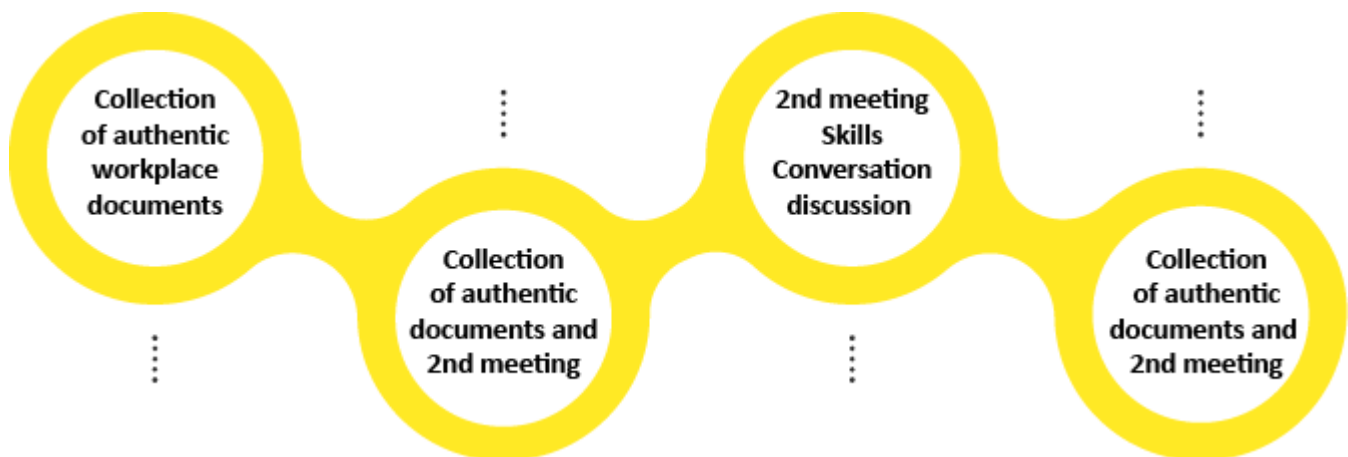 Collection
of authentic
workplace
documents
Collection
of authentic
documents and
2nd meeting
2nd meeting
Skills
Conversation
discussion
Collection
of authentic
documents and
2nd meeting